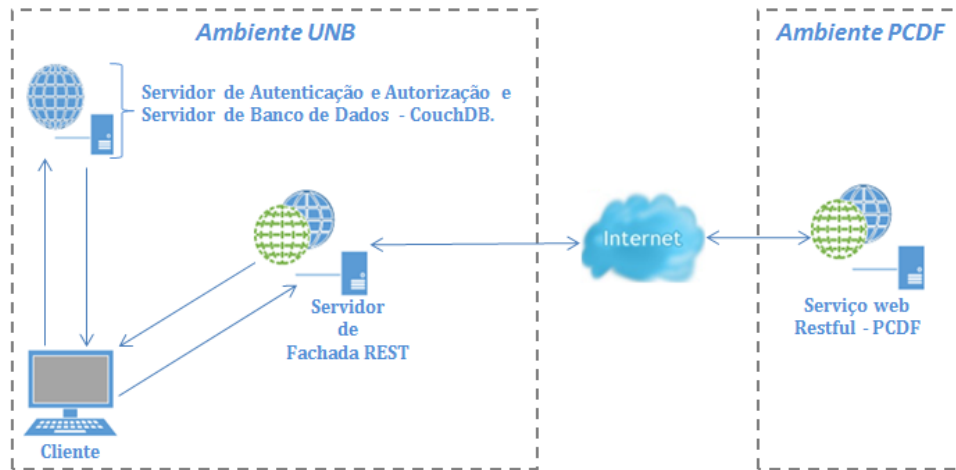 Ambiente UNB
Ambiente PCDF
Servidor de Autenticação e Autorização e
Servidor de Banco de Dados - CouchDB.
Internet
Servidor
de
Fachada REST
Serviço web
Restful - PCDF
Cliente